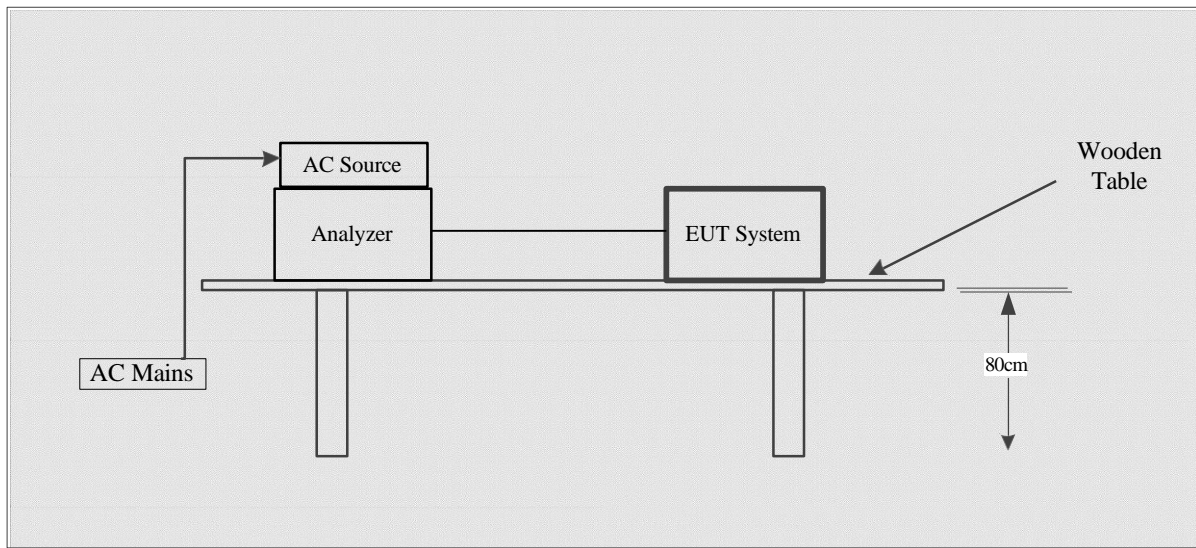 AC Source
Wooden
Table
Analyzer
EUT System
80cm
AC Mains